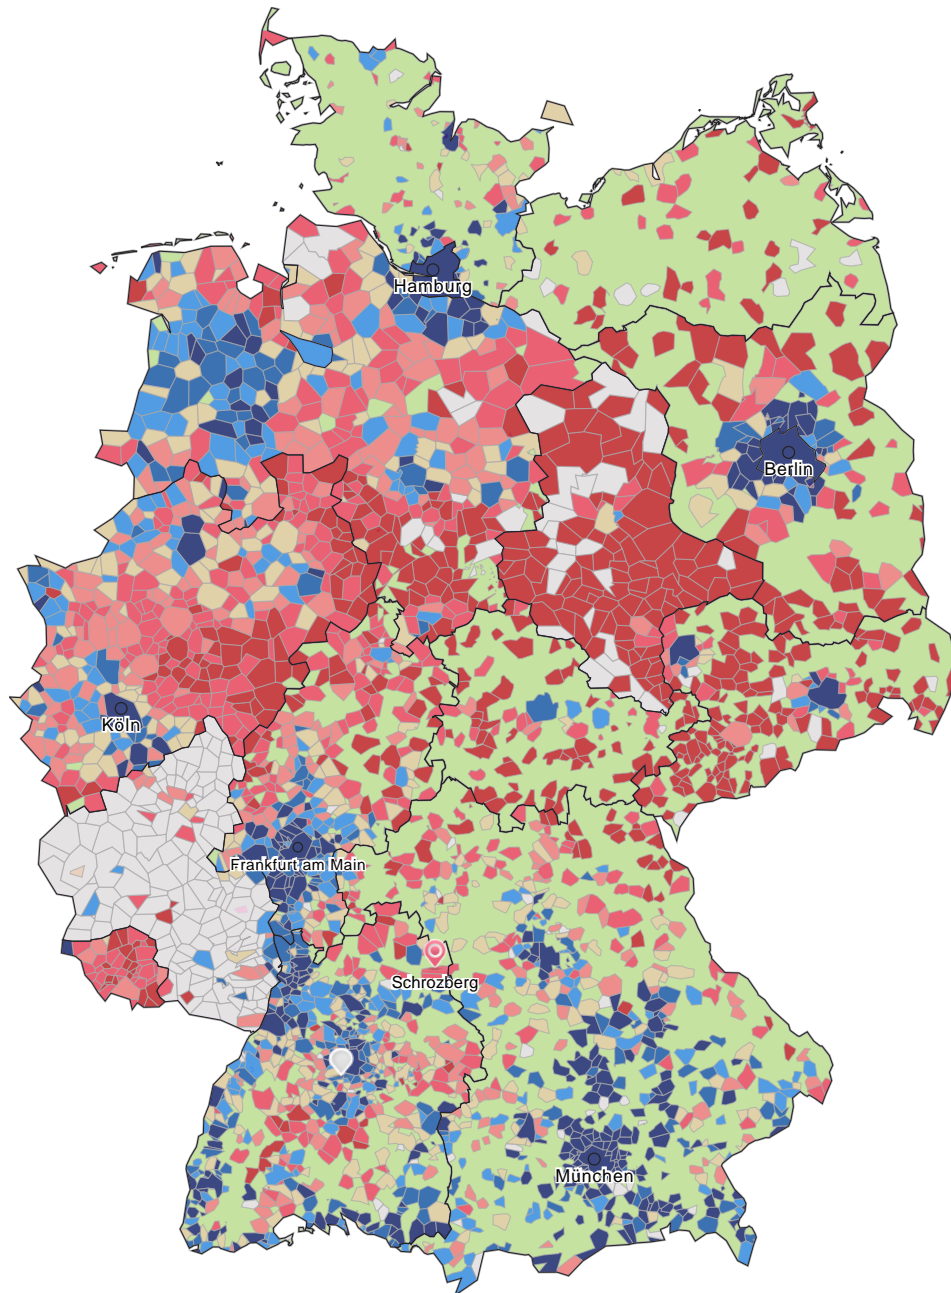 Hamburg
Berlin
Köln
Frankfurt am Main
Schrozberg
München